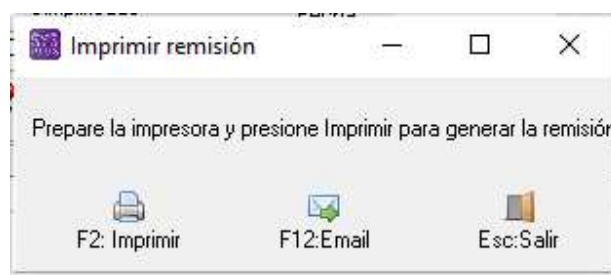 Imprimir remisión
Prepare la impresora y presione Imprimir para generar la remisión
F2: Imprimir
F12:Email
Esc:Salir